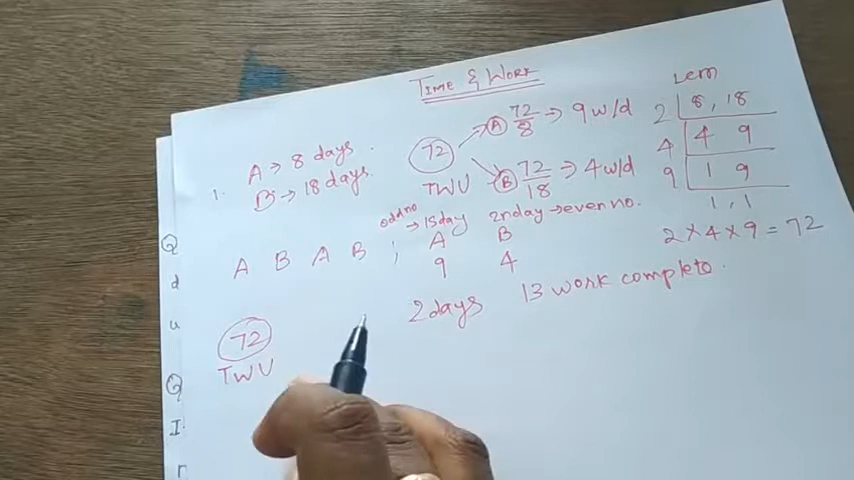 TIME & WORK
1. A → 8 days.
B → 18 days.
72
TWU
A 72/8 → 9 w/d
B 72/18 → 4 w/d
Lcm
2 | 8, 18
4 | 4 9
9 | 1 9
1, 1
2 × 4 × 9 = 72
odd no
→ 1st day 2nd day → even no.
A B A B ; A B
9 4
2 days 13 work complete.
72
TWU
Q
d
u
Q
I